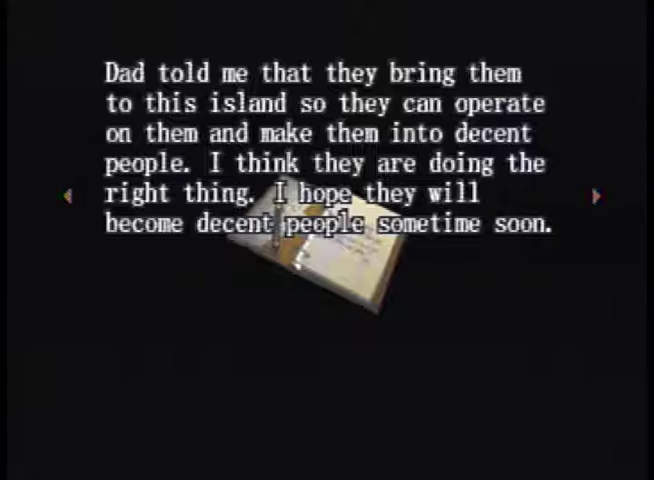 Dad told me that they bring them
to this island so they can operate
on them and make them into decent
people. I think they are doing the
right thing. I hope they will
become decent people sometime soon.